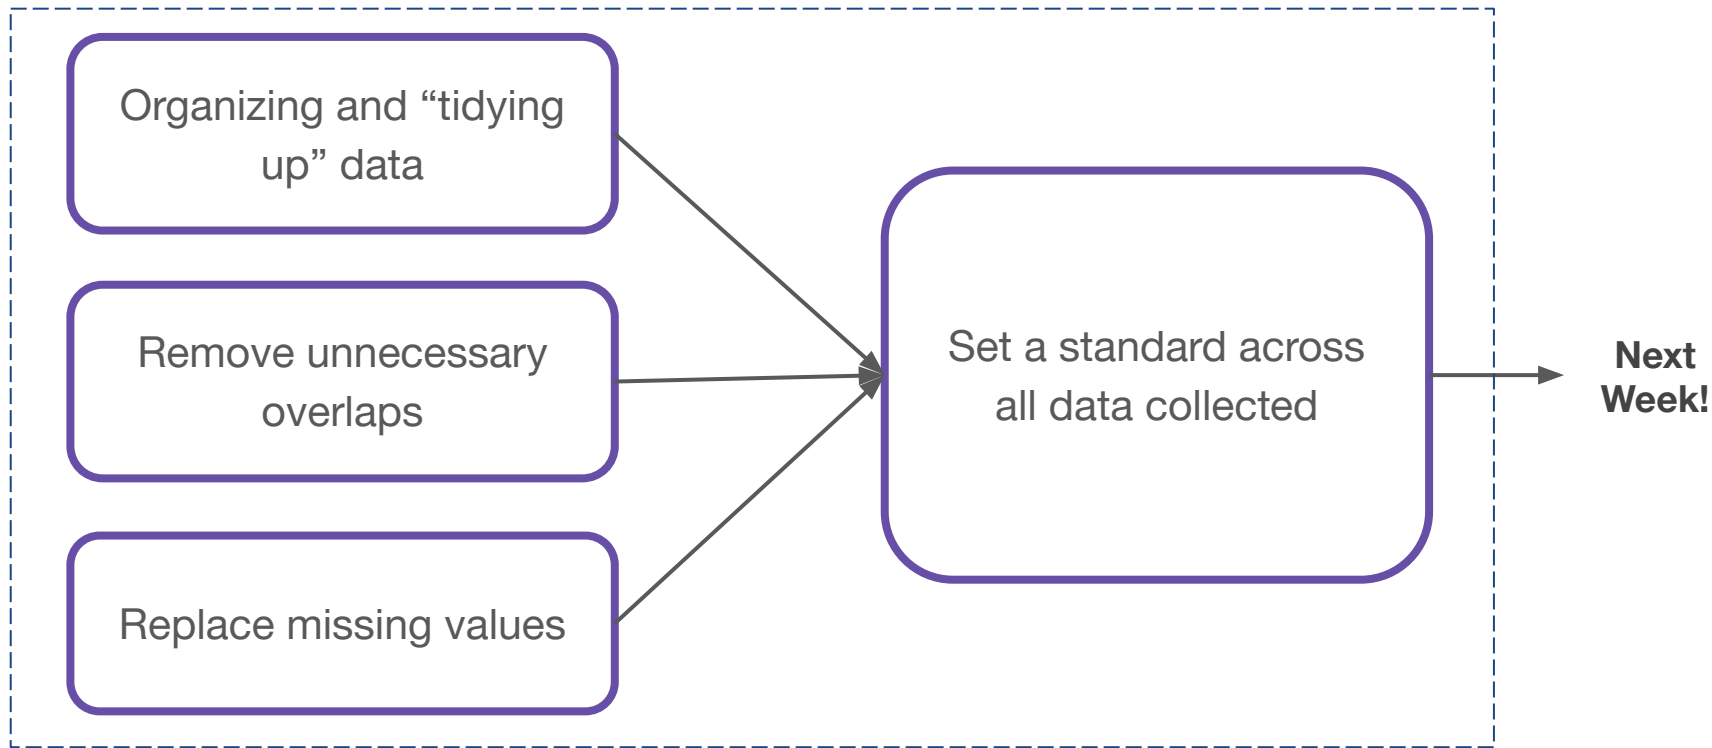 Organizing and “tidying
up” data
Remove unnecessary
overlaps
Replace missing values
Set a standard across
all data collected
Next
Week!